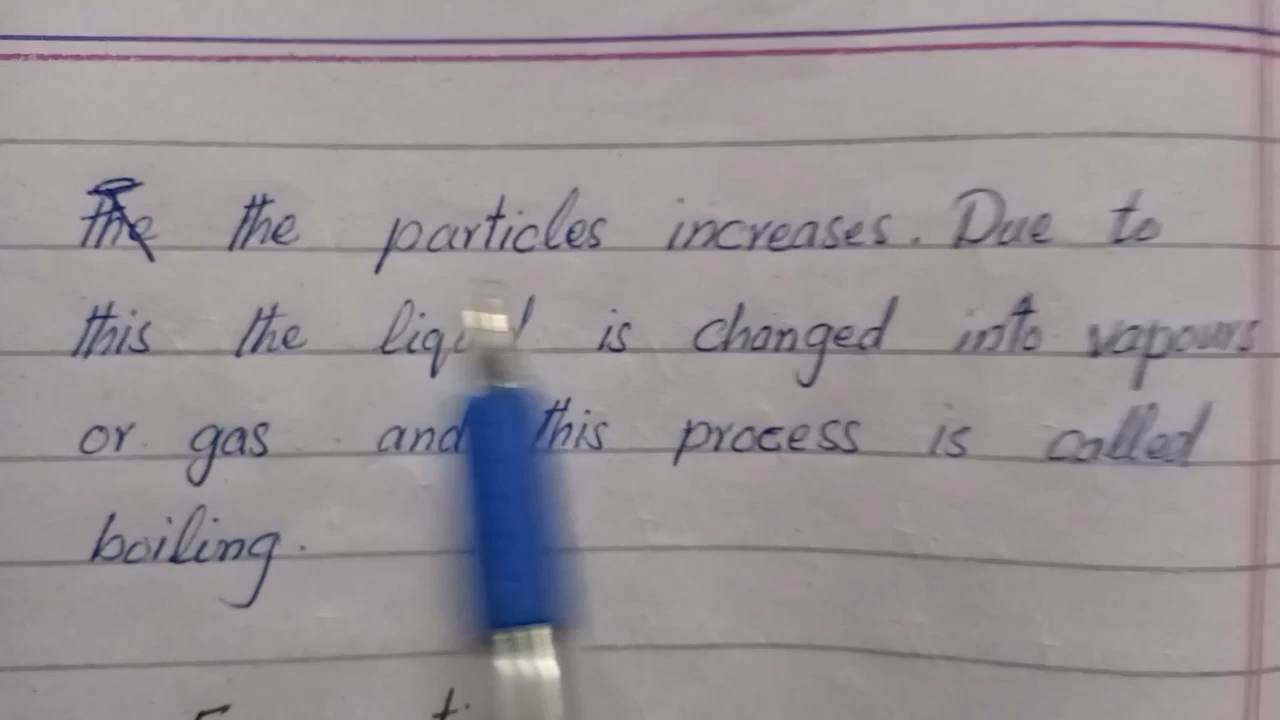 the particles increases. Due to
this the liquid is changed into vapours
or gas and this process is called
boiling.